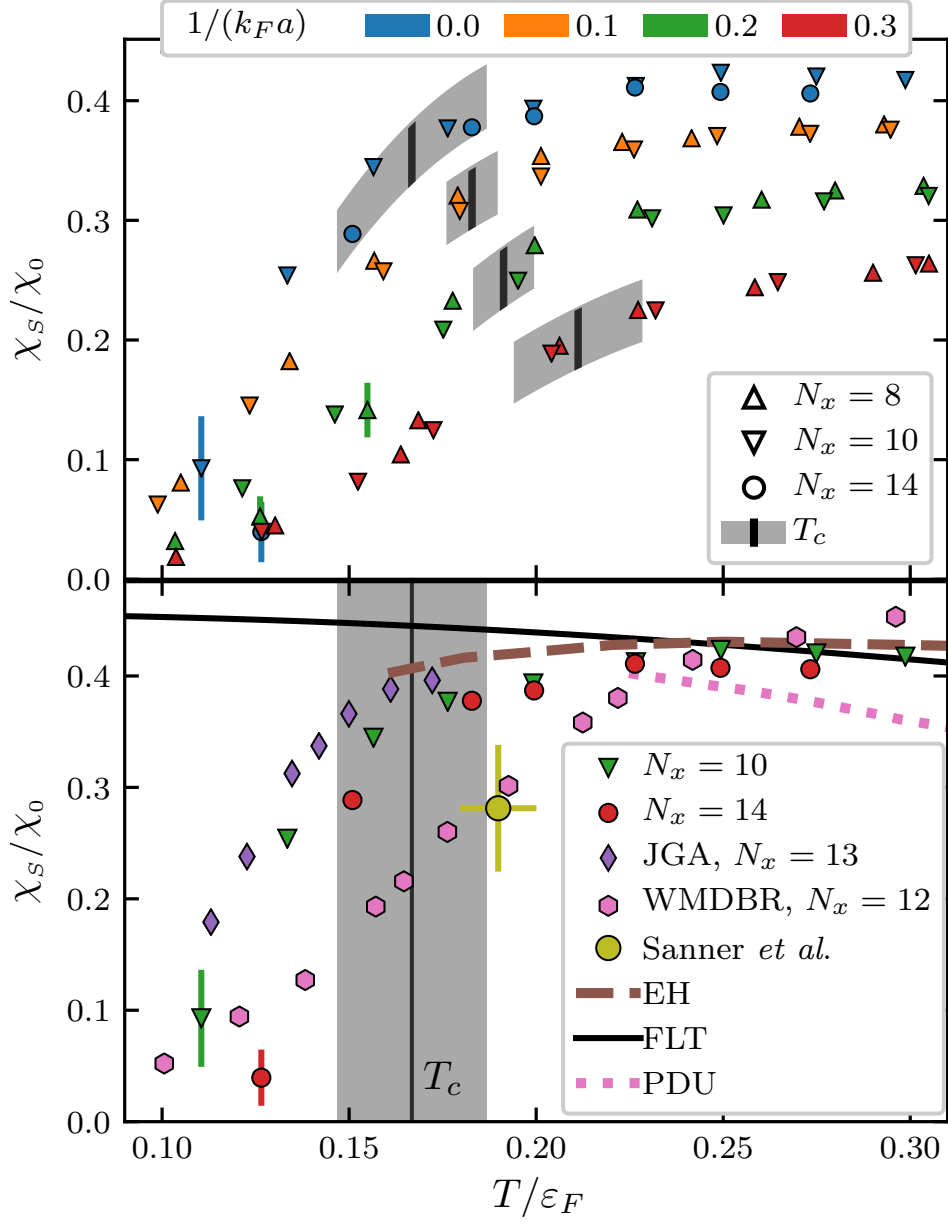 1/(k_F a) 0.0 0.1 0.2 0.3
χ_S/χ_0
0.4
0.3
0.2
0.1
0.0
N_x = 8
N_x = 10
N_x = 14
T_c
χ_S/χ_0
0.4
0.3
0.2
0.1
0.0
T_c
N_x = 10
N_x = 14
JGA, N_x = 13
WMDBR, N_x = 12
Sanner et al.
EH
FLT
PDU
0.10 0.15 0.20 0.25 0.30
T/ε_F